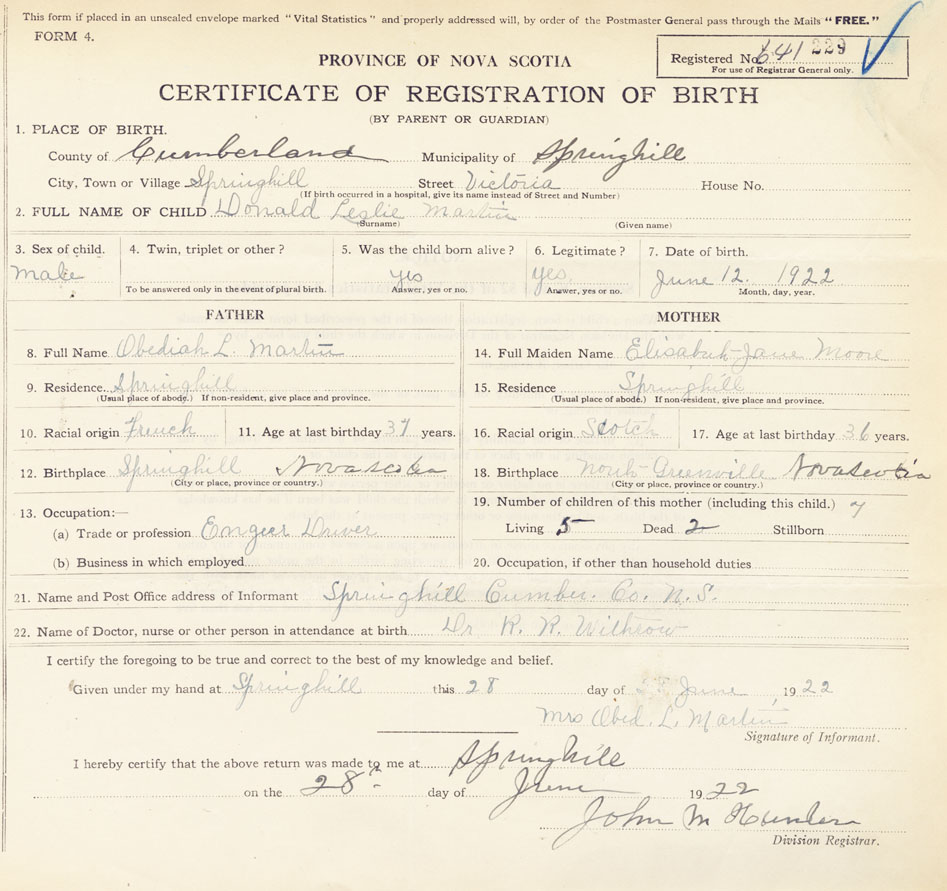 This form if placed in an unsealed envelope marked "Vital Statistics" and properly addressed will, by order of the Postmaster General pass through the Mails "FREE."
FORM 4.
Registered No. 641 229
For use of Registrar General only.
PROVINCE OF NOVA SCOTIA
CERTIFICATE OF REGISTRATION OF BIRTH
(BY PARENT OR GUARDIAN)
1. PLACE OF BIRTH.
County of Cumberland Municipality of Springhill
City, Town or Village Springhill Street Victoria House No.
(If birth occurred in a hospital, give its name instead of Street and Number)
2. FULL NAME OF CHILD Donald Leslie Martin
(Surname) (Given name)
3. Sex of child. 4. Twin, triplet or other? 5. Was the child born alive? 6. Legitimate? 7. Date of birth.
Male yes yes. June 12. 1922
To be answered only in the event of plural birth. Answer, yes or no. Answer, yes or no. Month, day, year.
FATHER
8. Full Name Obediah L. Martin
9. Residence. Springhill
(Usual place of abode.) If non-resident, give place and province.
10. Racial origin French 11. Age at last birthday 37 years.
12. Birthplace Springhill Nova Scotia
(City or place, province or country.)
13. Occupation:—
(a) Trade or profession Engeer Driver
(b) Business in which employed
MOTHER
14. Full Maiden Name Elisabeth Jane Moore
15. Residence Springhill
(Usual place of abode.) If non-resident, give place and province.
16. Racial origin Scotch 17. Age at last birthday 36 years.
18. Birthplace North Greenville Nova Scotia
(City or place, province or country.)
19. Number of children of this mother (including this child.) 7
Living 5 Dead 2 Stillborn
20. Occupation, if other than household duties
21. Name and Post Office address of Informant Springhill Cumber. Co. N.S.
22. Name of Doctor, nurse or other person in attendance at birth Dr. R. R. Withrow
I certify the foregoing to be true and correct to the best of my knowledge and belief.
Given under my hand at Springhill this 28 day of June, 1922
Mrs Obed. L. Martin
Signature of Informant.
I hereby certify that the above return was made to me at Springhill
on the 28th day of June 1922
John M Hunter
Division Registrar.